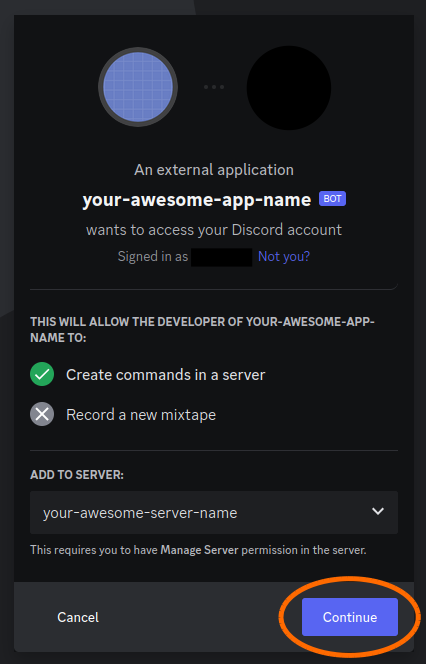 An external application
your-awesome-app-name BOT
wants to access your Discord account
Signed in as Not you?
THIS WILL ALLOW THE DEVELOPER OF YOUR-AWESOME-APP-
NAME TO:
Create commands in a server
Record a new mixtape
ADD TO SERVER:
your-awesome-server-name
This requires you to have Manage Server permission in the server.
Cancel
Continue